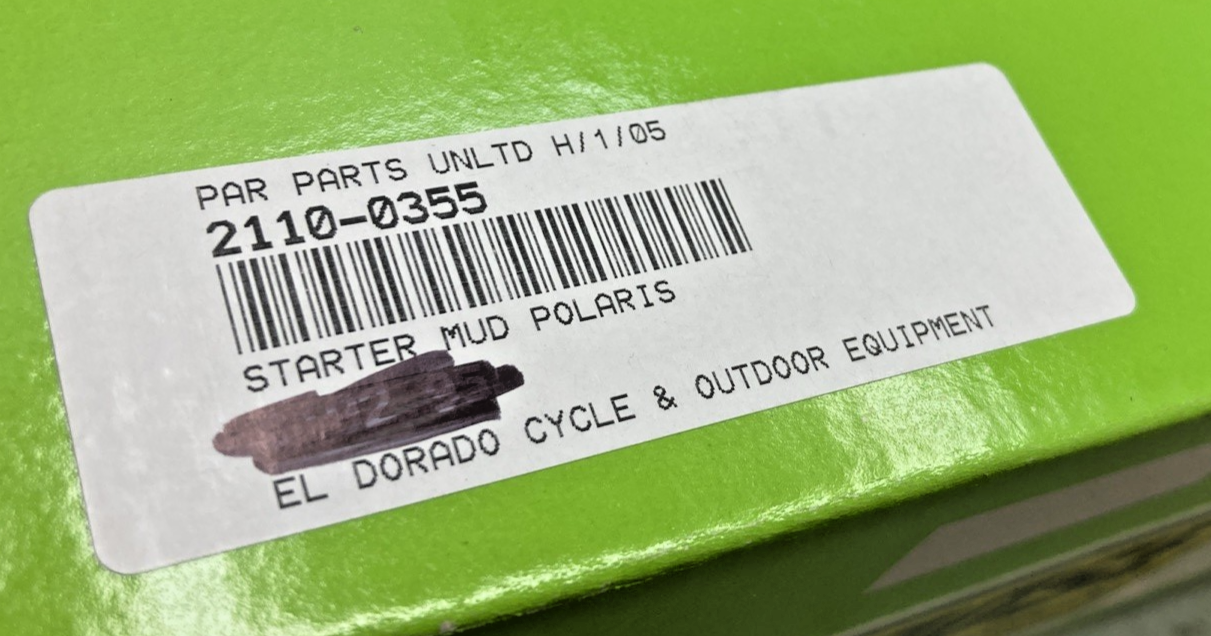 PAR PARTS UNLTD H/1/05
2110-0355
STARTER MUD POLARIS
EL DORADO CYCLE & OUTDOOR EQUIPMENT